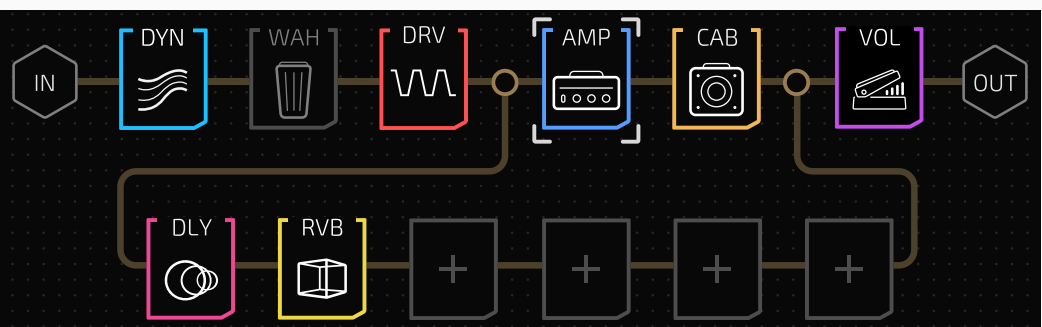 IN
DYN
WAH
DRV
AMP
CAB
VOL
OUT
DLY
RVB